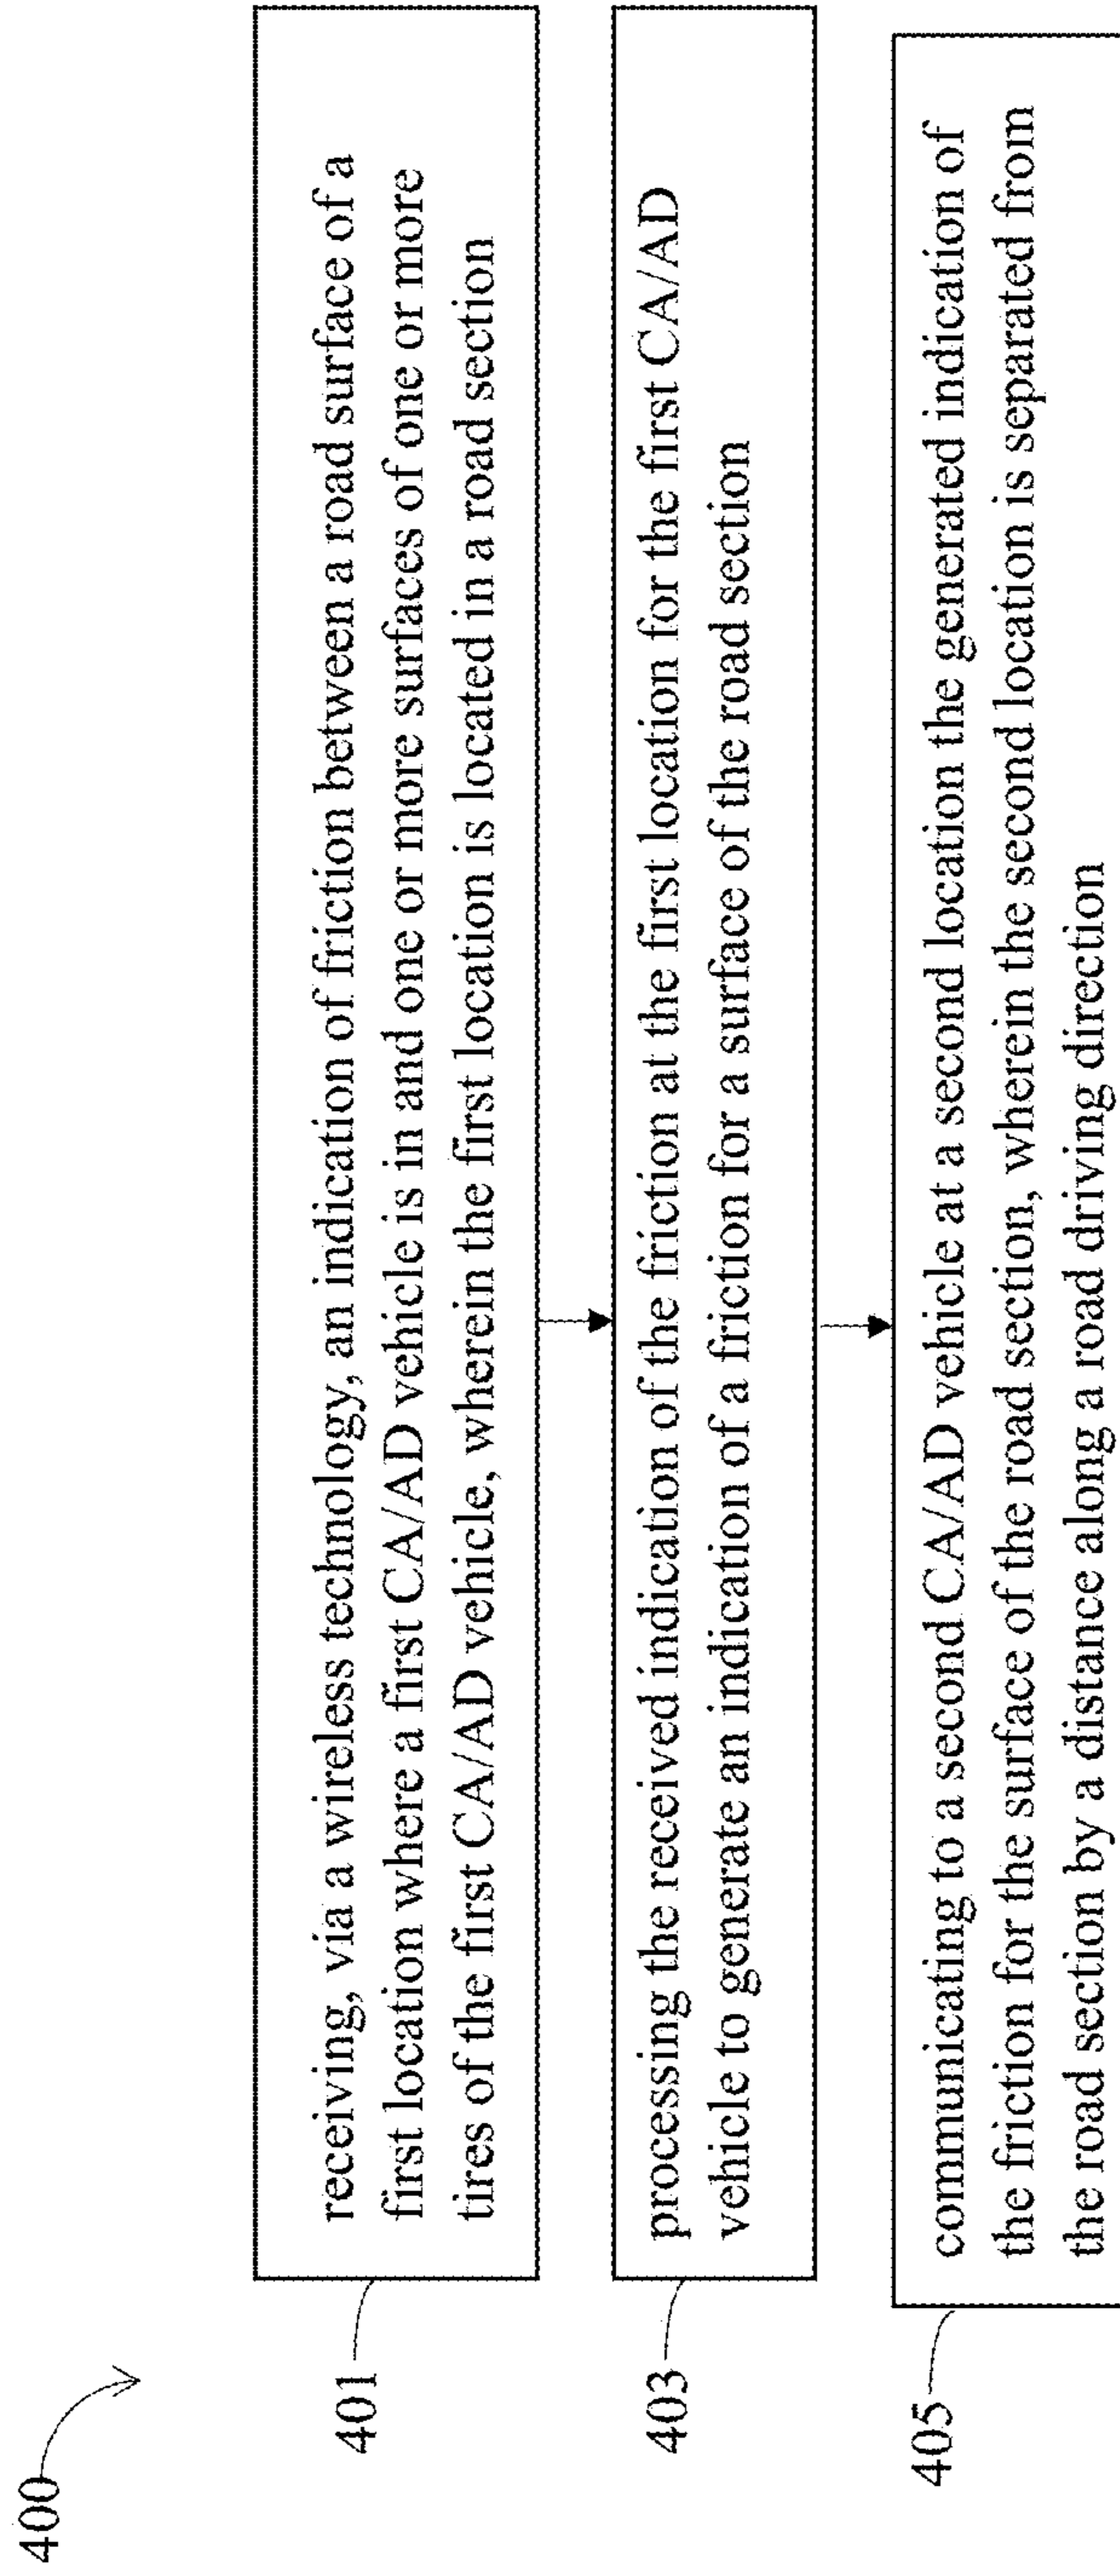 400
401
receiving, via a wireless technology, an indication of friction between a road surface of a
first location where a first CA/AD vehicle is in and one or more surfaces of one or more
tires of the first CA/AD vehicle, wherein the first location is located in a road section
403
processing the received indication of the friction at the first location for the first CA/AD
vehicle to generate an indication of a friction for a surface of the road section
405
communicating to a second CA/AD vehicle at a second location the generated indication of
the friction for the surface of the road section, wherein the second location is separated from
the road section by a distance along a road driving direction